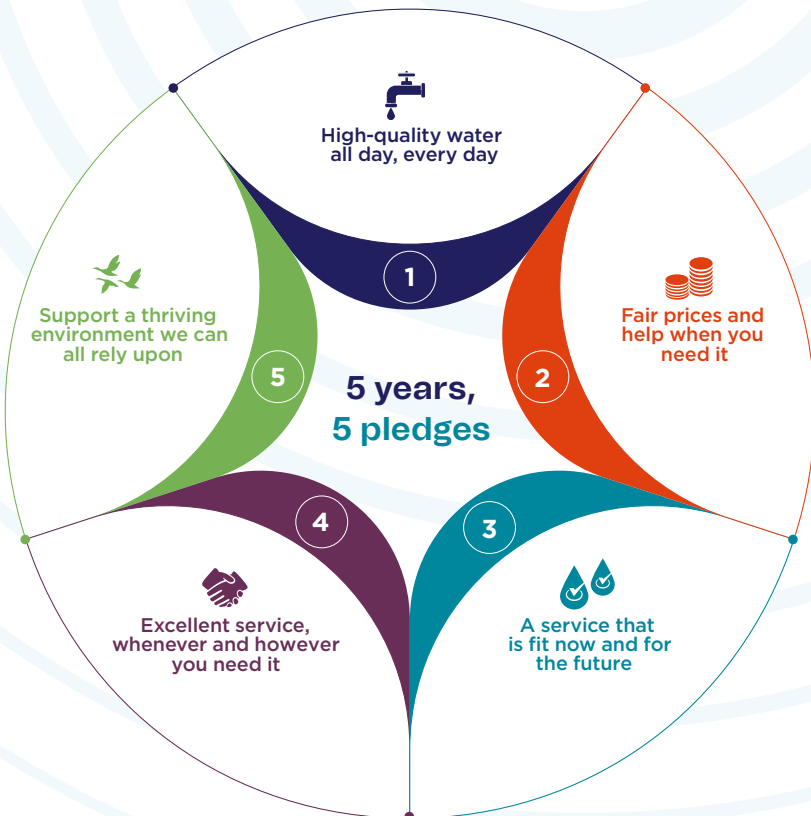 High-quality water
all day, every day
1
Fair prices and
help when you
need it
2
A service that
is fit now and for
the future
3
Excellent service,
whenever and however
you need it
4
Support a thriving
environment we can
all rely upon
5
5 years,
5 pledges